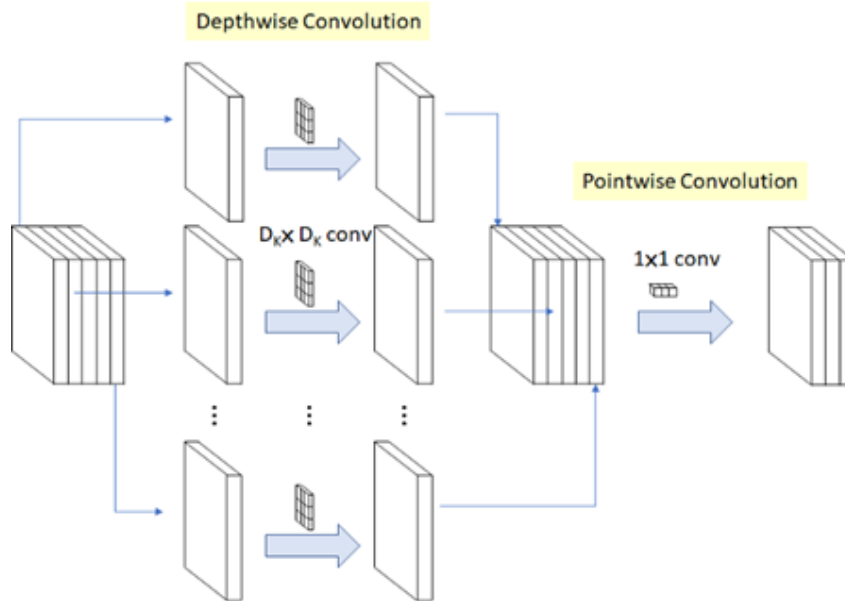 Depthwise Convolution
Pointwise Convolution
Dₖx Dₖ conv
1x1 conv